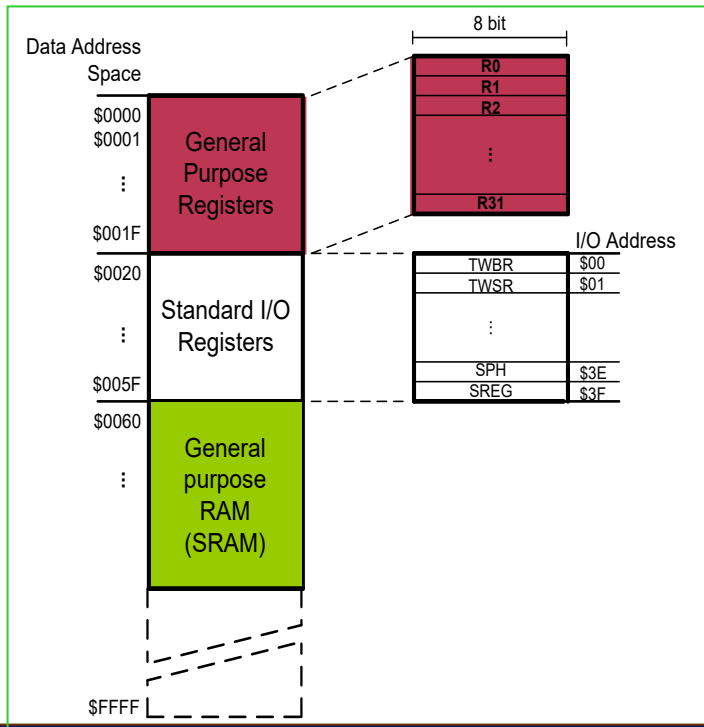 8 bit
Data Address
Space
R0
R1
R2
⋮
R31
$0000
$0001
⋮
$001F
General
Purpose
Registers
I/O Address
TWBR $00
TWSR $01
⋮
SPH $3E
SREG $3F
$0020
⋮
$005F
Standard I/O
Registers
$0060
⋮
General
purpose
RAM
(SRAM)
$FFFF